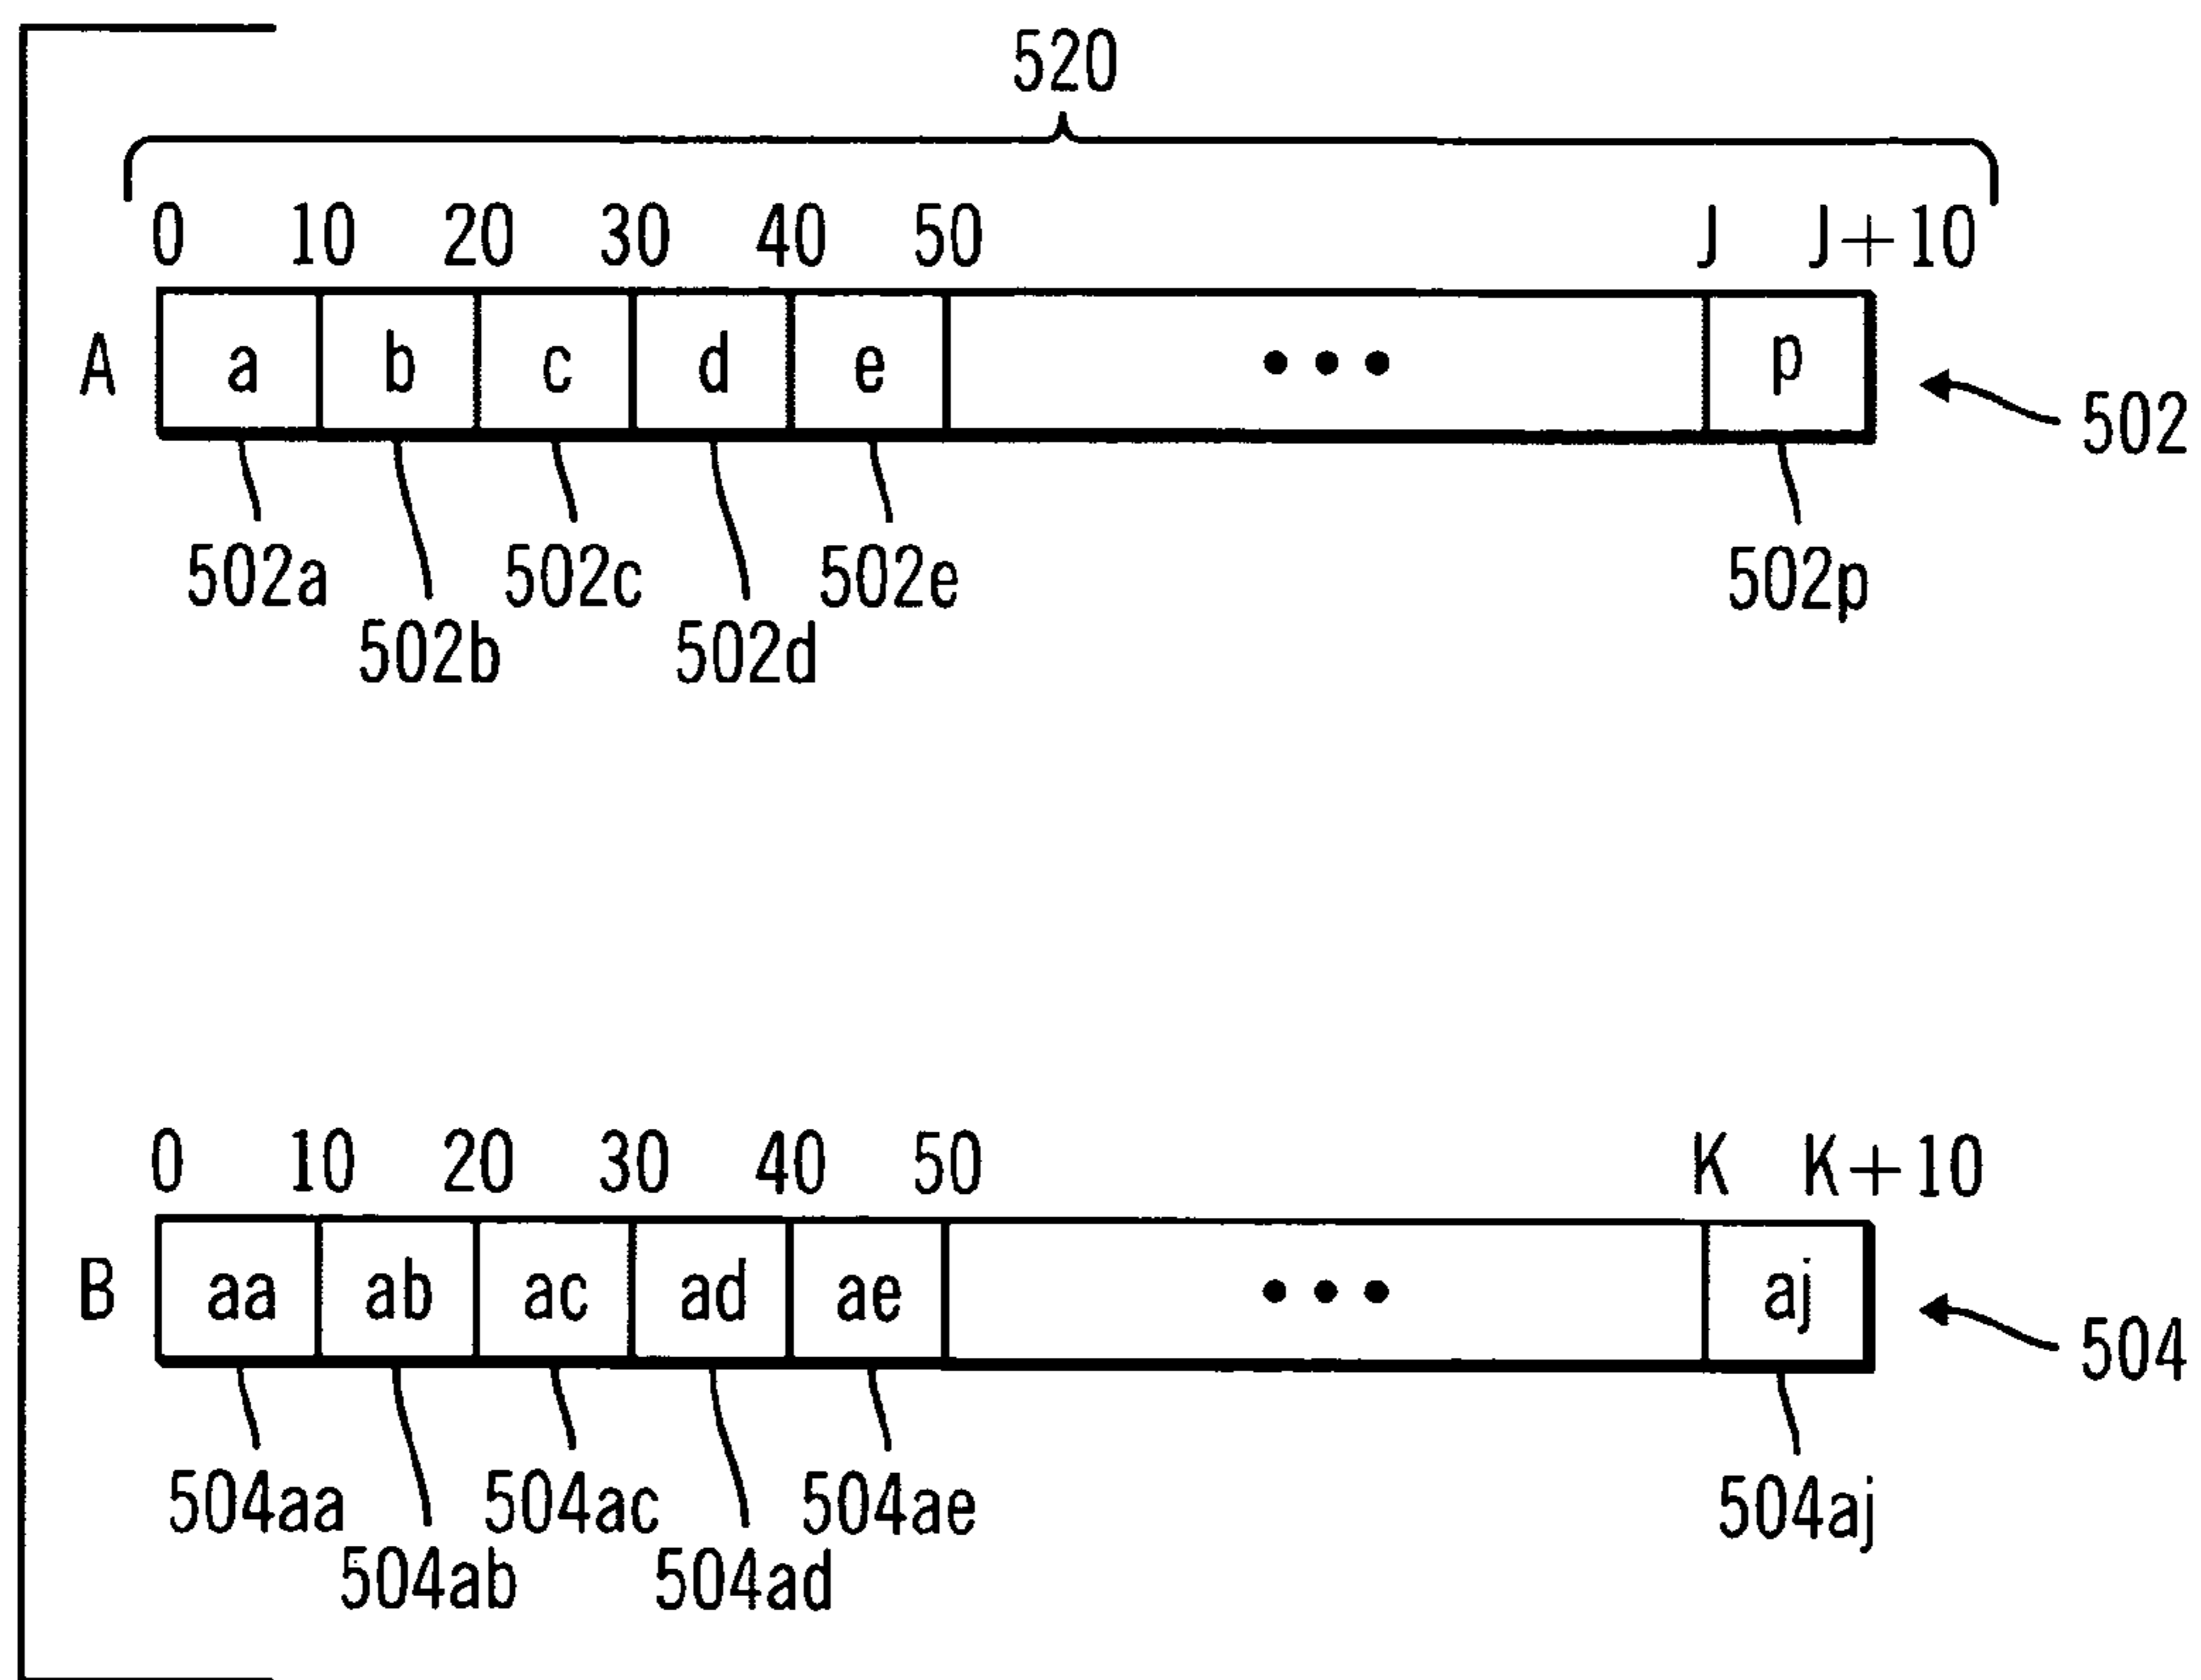 520
0 10 20 30 40 50 J J+10
A a b c d e ••• p
502
502a 502c 502e 502p
502b 502d
0 10 20 30 40 50 K K+10
B aa ab ac ad ae ••• aj
504
504aa 504ac 504ae 504aj
504ab 504ad